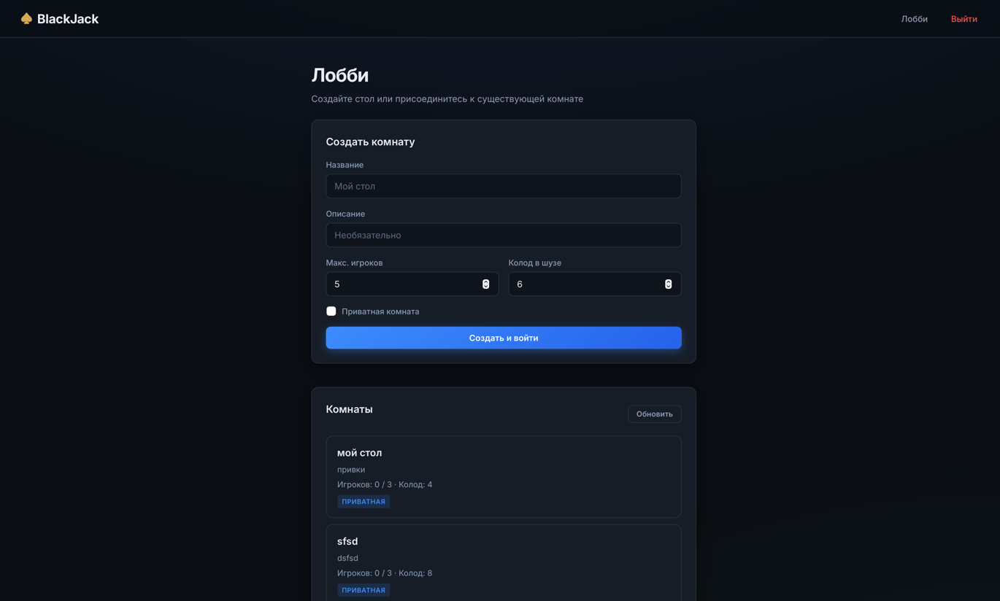 BlackJack
Лобби
Выйти
Лобби
Создайте стол или присоединитесь к существующей комнате
Создать комнату
Название
Мой стол
Описание
Необязательно
Макс. игроков
Колод в шузе
5
6
Приватная комната
Создать и войти
Комнаты
Обновить
мой стол
привки
Игроков: 0 / 3 · Колод: 4
ПРИВАТНАЯ
sfsd
dsfsd
Игроков: 0 / 3 · Колод: 8
ПРИВАТНАЯ